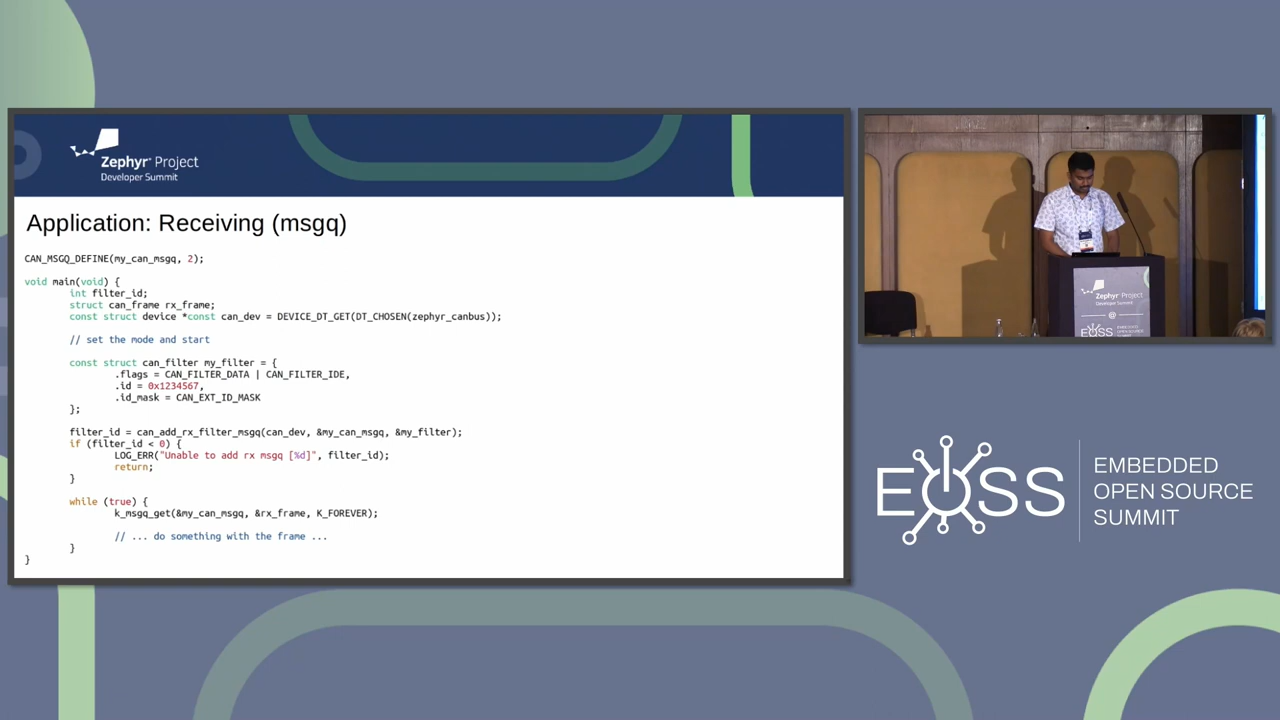 Zephyr® Project
Developer Summit
Application: Receiving (msgq)
CAN_MSGQ_DEFINE(my_can_msgq, 2);
void main(void) {
int filter_id;
struct can_frame rx_frame;
const struct device *const can_dev = DEVICE_DT_GET(DT_CHOSEN(zephyr_canbus));
// set the mode and start
const struct can_filter my_filter = {
.flags = CAN_FILTER_DATA | CAN_FILTER_IDE,
.id = 0x1234567,
.id_mask = CAN_EXT_ID_MASK
};
filter_id = can_add_rx_filter_msgq(can_dev, &my_can_msgq, &my_filter);
if (filter_id < 0) {
LOG_ERR("Unable to add rx msgq [%d]", filter_id);
return;
}
while (true) {
k_msgq_get(&my_can_msgq, &rx_frame, K_FOREVER);
// ... do something with the frame ...
}
}
Zephyr Project
Developer Summit
@
EOSS
EOSS
EMBEDDED
OPEN SOURCE
SUMMIT